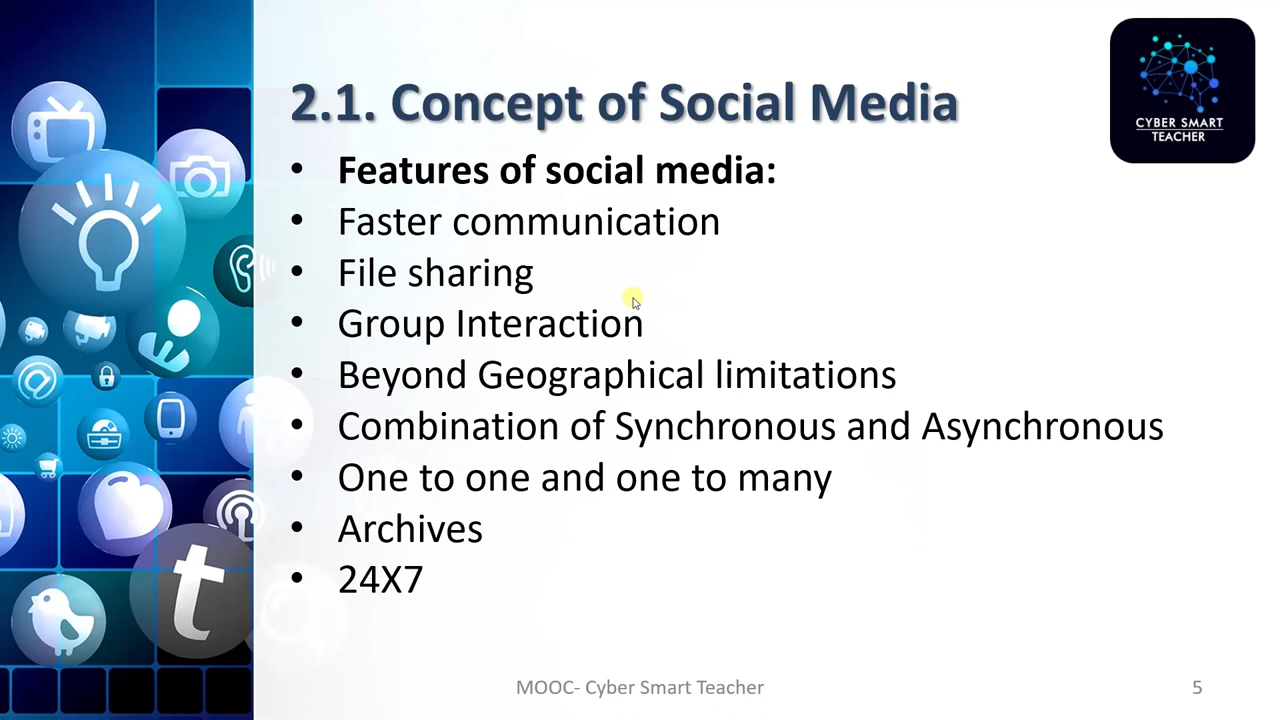 CYBER SMART
TEACHER
2.1. Concept of Social Media
• Features of social media:
• Faster communication
• File sharing
• Group Interaction
• Beyond Geographical limitations
• Combination of Synchronous and Asynchronous
• One to one and one to many
• Archives
• 24X7
t
@
MOOC- Cyber Smart Teacher
5